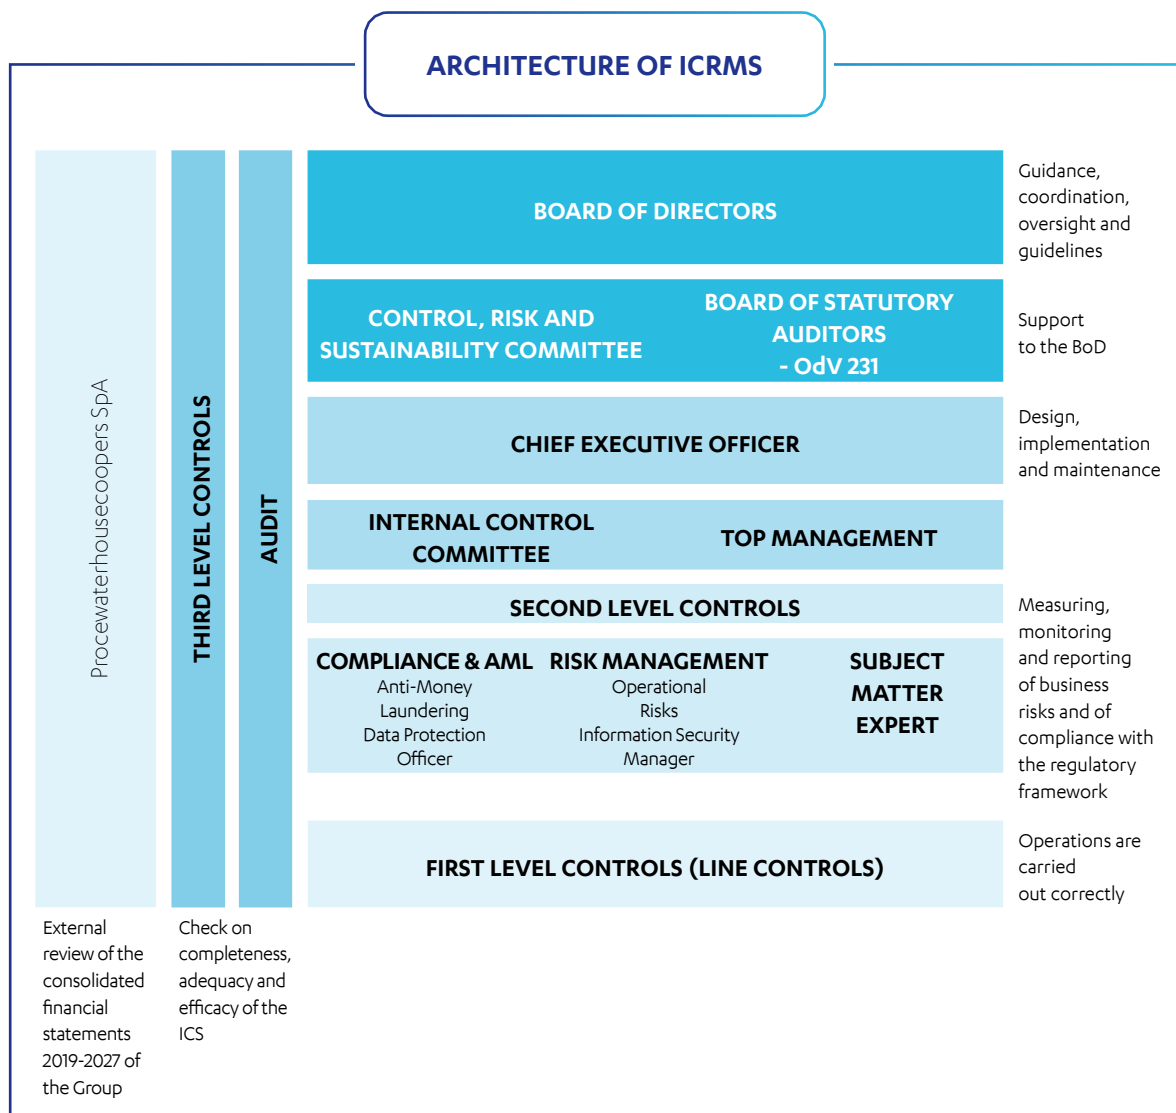 ARCHITECTURE OF ICRMS
Procewaterhousecoopers SpA
THIRD LEVEL CONTROLS
AUDIT
BOARD OF DIRECTORS
Guidance,
coordination,
oversight and
guidelines
CONTROL, RISK AND
SUSTAINABILITY COMMITTEE
BOARD OF STATUTORY
AUDITORS
- OdV 231
Support
to the BoD
CHIEF EXECUTIVE OFFICER
Design,
implementation
and maintenance
INTERNAL CONTROL
COMMITTEE
TOP MANAGEMENT
SECOND LEVEL CONTROLS
COMPLIANCE & AML
Anti-Money
Laundering
Data Protection
Officer
RISK MANAGEMENT
Operational
Risks
Information Security
Manager
SUBJECT
MATTER
EXPERT
Measuring,
monitoring
and reporting
of business
risks and of
compliance with
the regulatory
framework
FIRST LEVEL CONTROLS (LINE CONTROLS)
Operations are
carried
out correctly
External
review of the
consolidated
financial
statements
2019-2027 of
the Group
Check on
completeness,
adequacy and
efficacy of the
ICS